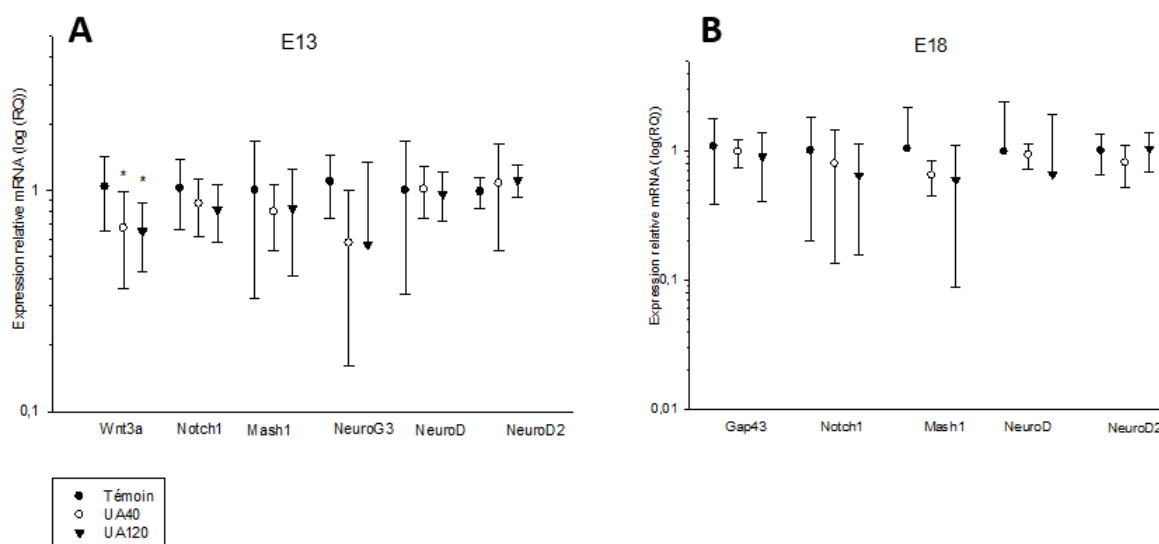 A
E13
Expression relative mRNA (log (RQ))
1
0,1
* *
Wnt3a Notch1 Mash1 NeuroG3 NeuroD NeuroD2
Témoin
UA40
UA120
B
E18
Expression relative mRNA (log(RQ))
1
0,1
0,01
Gap43 Notch1 Mash1 NeuroD NeuroD2